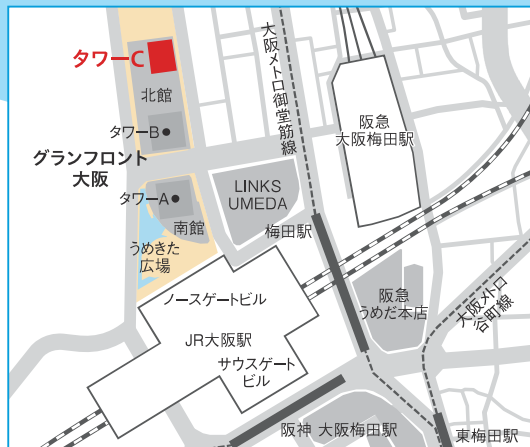 タワーC
北館
タワーB
グランフロント
大阪
タワーA
南館
うめきた
広場
大阪メトロ御堂筋線
阪急
大阪梅田駅
LINKS
UMEDA
梅田駅
ノースゲートビル
JR大阪駅
サウスゲート
ビル
阪急
うめだ本店
大阪メトロ
谷町線
阪神 大阪梅田駅
東梅田駅